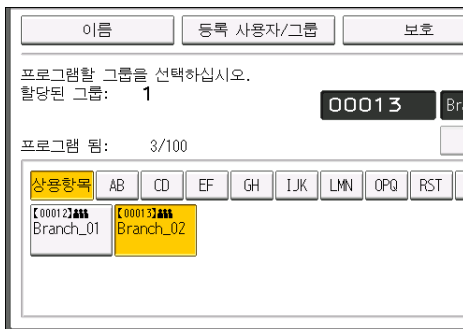 이름 등록 사용자/그룹 보호
프로그램할 그룹을 선택하십시오.
할당된 그룹: 1
00013
프로그램 됨: 3/100
상용항목 AB CD EF GH IJK LMN OPQ RST
【00012】 【00013】
Branch_01 Branch_02